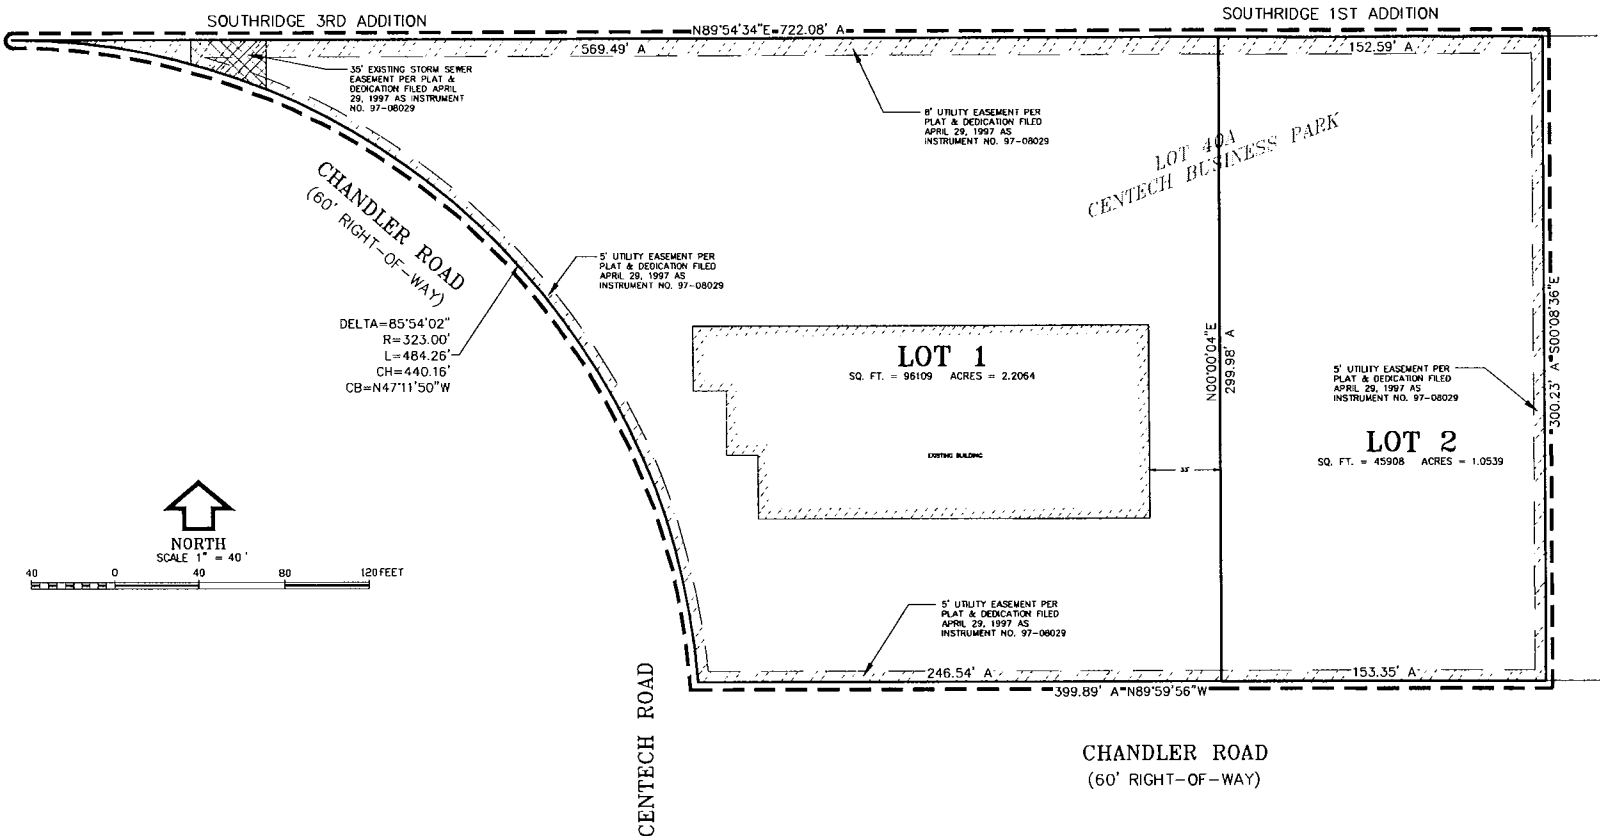 SOUTHRIDGE 3RD ADDITION
SOUTHRIDGE 1ST ADDITION
N89°54'34"E 722.08' A
569.49' A
152.59' A
35' EXISTING STORM SEWER
EASEMENT PER PLAT &
DEDICATION FILED APRIL
29, 1997 AS INSTRUMENT
NO. 97-08029
8' UTILITY EASEMENT PER
PLAT & DEDICATION FILED
APRIL 29, 1997 AS
INSTRUMENT NO. 97-08029
LOT 40A
CENTECH BUSINESS PARK
CHANDLER ROAD
(60' RIGHT-OF-WAY)
5' UTILITY EASEMENT PER
PLAT & DEDICATION FILED
APRIL 29, 1997 AS
INSTRUMENT NO. 97-08029
DELTA=85°54'02"
R=323.00'
L=484.26'
CH=440.16'
CB=N47°11'50"W
LOT 1
SQ. FT. = 96109 ACRES = 2.2064
EXISTING BUILDING
33'
N00°00'04"E
299.98' A
300.23' A S00°08'36"E
5' UTILITY EASEMENT PER
PLAT & DEDICATION FILED
APRIL 29, 1997 AS
INSTRUMENT NO. 97-08029
LOT 2
SQ. FT. = 45908 ACRES = 1.0539
NORTH
SCALE 1" = 40'
40 0 40 80 120 FEET
5' UTILITY EASEMENT PER
PLAT & DEDICATION FILED
APRIL 29, 1997 AS
INSTRUMENT NO. 97-08029
246.54' A
153.35' A
399.89' A N89°59'56"W
CENTECH ROAD
CHANDLER ROAD
(60' RIGHT-OF-WAY)